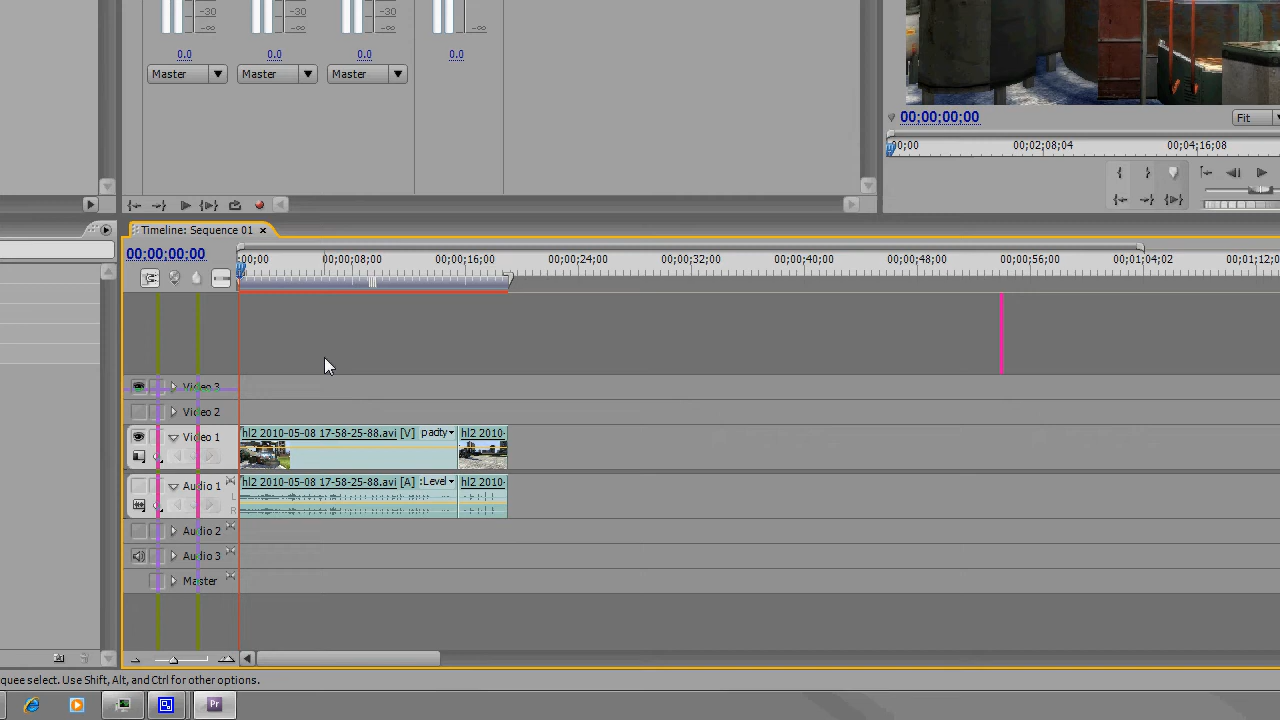 -30 -30 -30 -30
-∞ -∞ -∞ -∞
0.0 0.0 0.0 0.0
Master Master Master
00;00;00;00 Fit
00;00 00;02;08;04 00;04;16;08
Timeline: Sequence 01 ×
00;00;00;00
00;00 00;00;08;00 00;00;16;00 00;00;24;00 00;00;32;00 00;00;40;00 00;00;48;00 00;00;56;00 00;01;04;02 00;01;12;0
Video 3
Video 2
Video 1 hl2 2010-05-08 17-58-25-88.avi [V] pacity hl2 2010-
Audio 1 hl2 2010-05-08 17-58-25-88.avi [A] :Level hl2 2010-
L
R
Audio 2
Audio 3
Master
quee select. Use Shift, Alt, and Ctrl for other options.
Pr